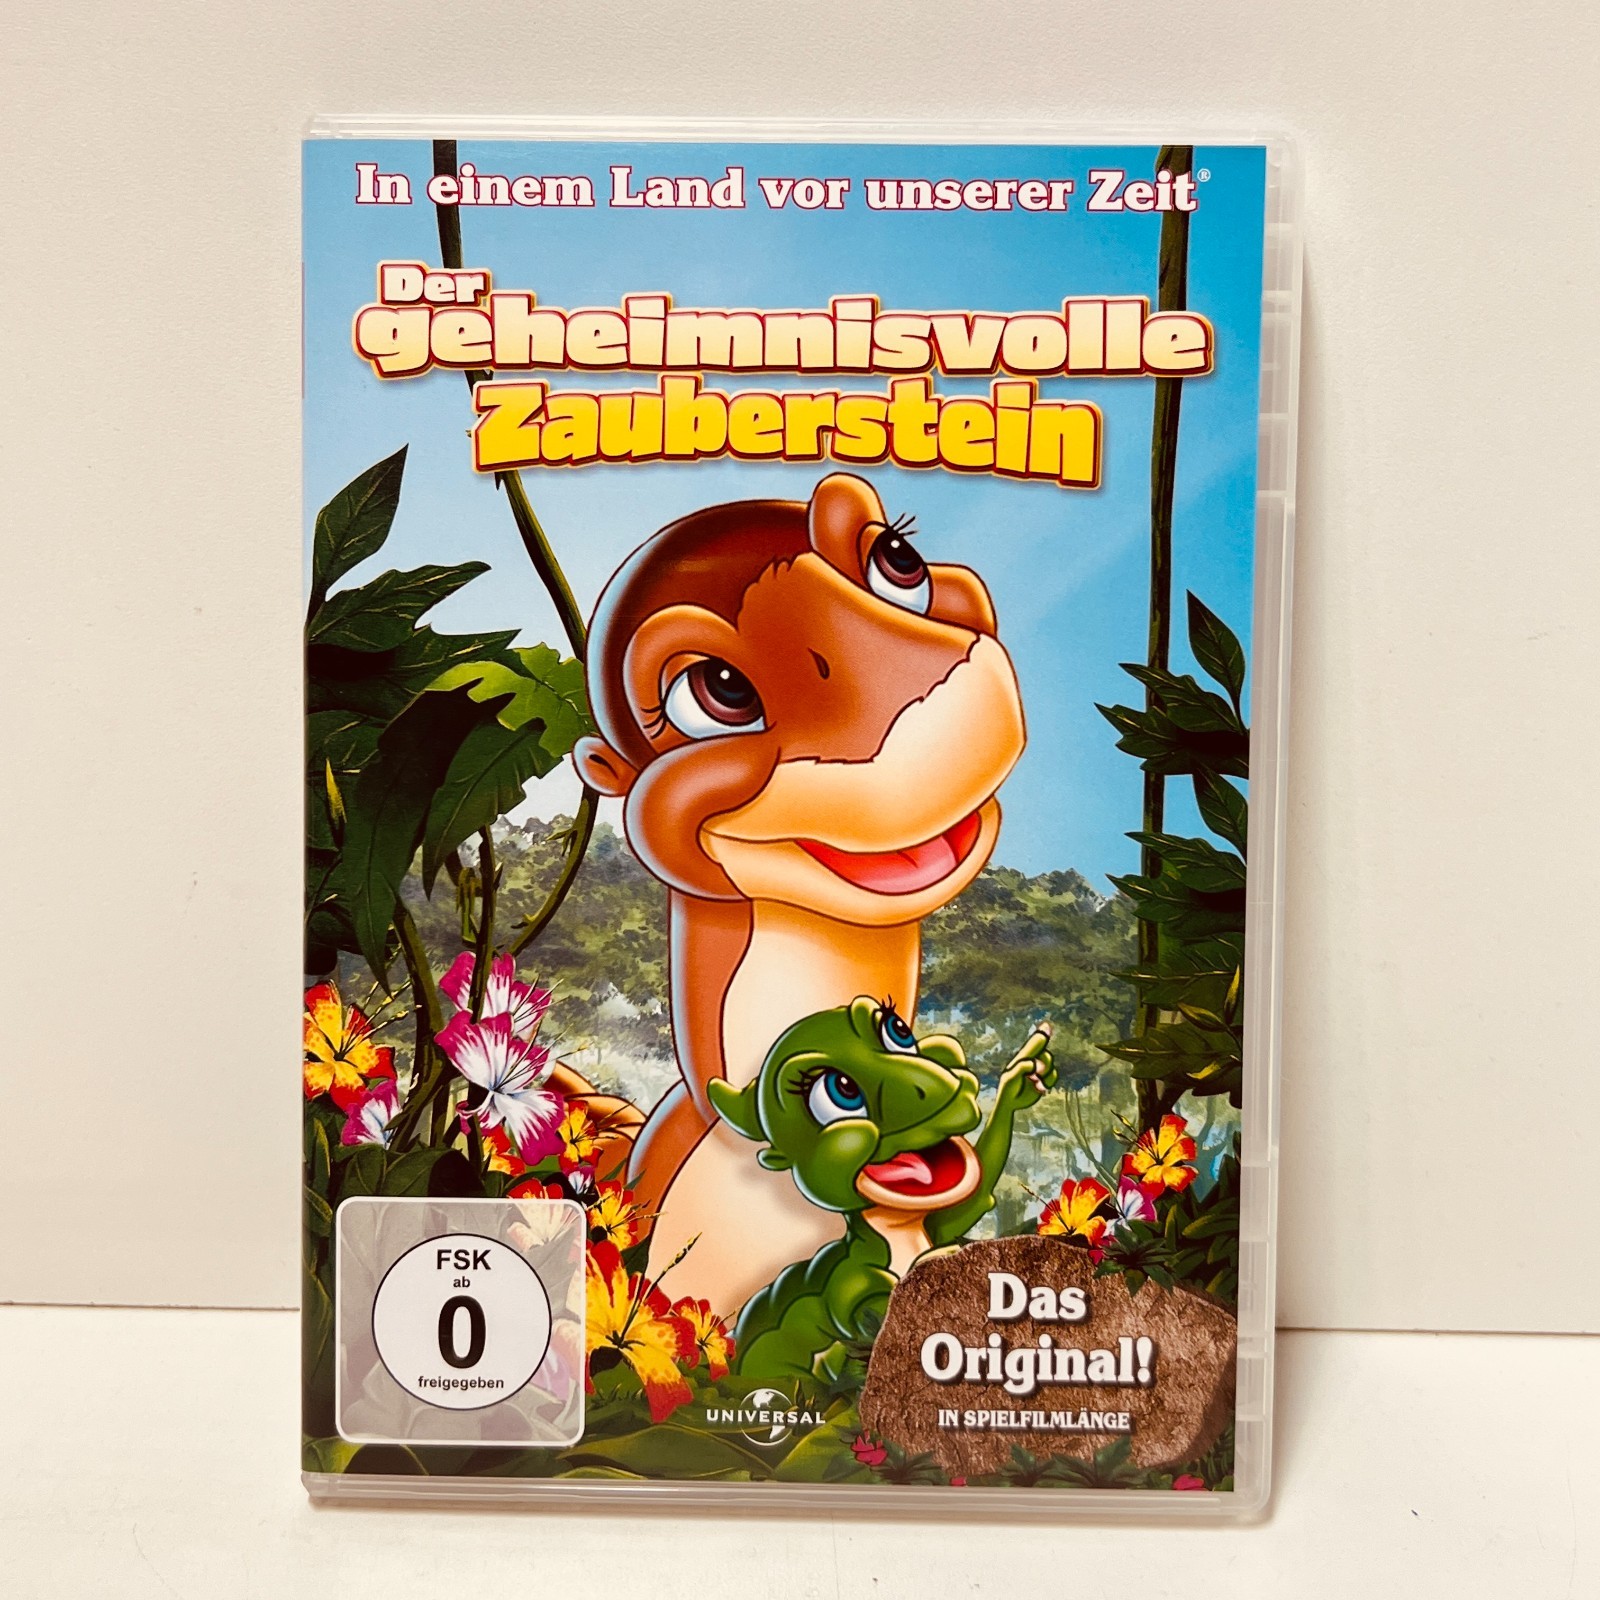 In einem Land vor unserer Zeit®
Der
geheimnisvolle
Zauberstein
FSK
ab
0
freigegeben
UNIVERSAL
Das
Original!
IN SPIELFILMLÄNGE